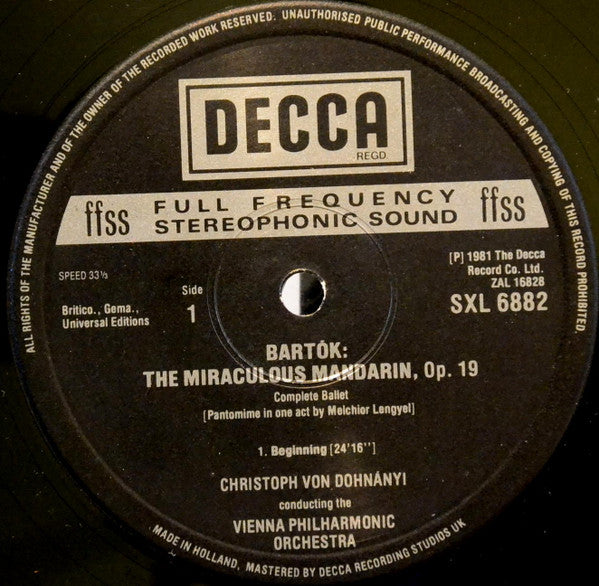 ALL RIGHTS OF THE MANUFACTURER AND OF THE OWNER OF THE RECORDED WORK RESERVED. UNAUTHORISED PUBLIC PERFORMANCE BROADCASTING AND COPYING OF THIS RECORD PROHIBITED.
DECCA
REGD.
ffss FULL FREQUENCY STEREOPHONIC SOUND ffss
SPEED 33⅓
[P] 1981 The Decca
Record Co. Ltd.
ZAL 16828
SXL 6882
Britico., Gema.,
Universal Editions
Side
1
BARTÔK:
THE MIRACULOUS MANDARIN, Op. 19
Complete Ballet
[Pantomime in one act by Melchior Lengyel]
1. Beginning [24'16'']
CHRISTOPH VON DOHNÁNYI
conducting the
VIENNA PHILHARMONIC
ORCHESTRA
MADE IN HOLLAND, MASTERED BY DECCA RECORDING STUDIOS UK